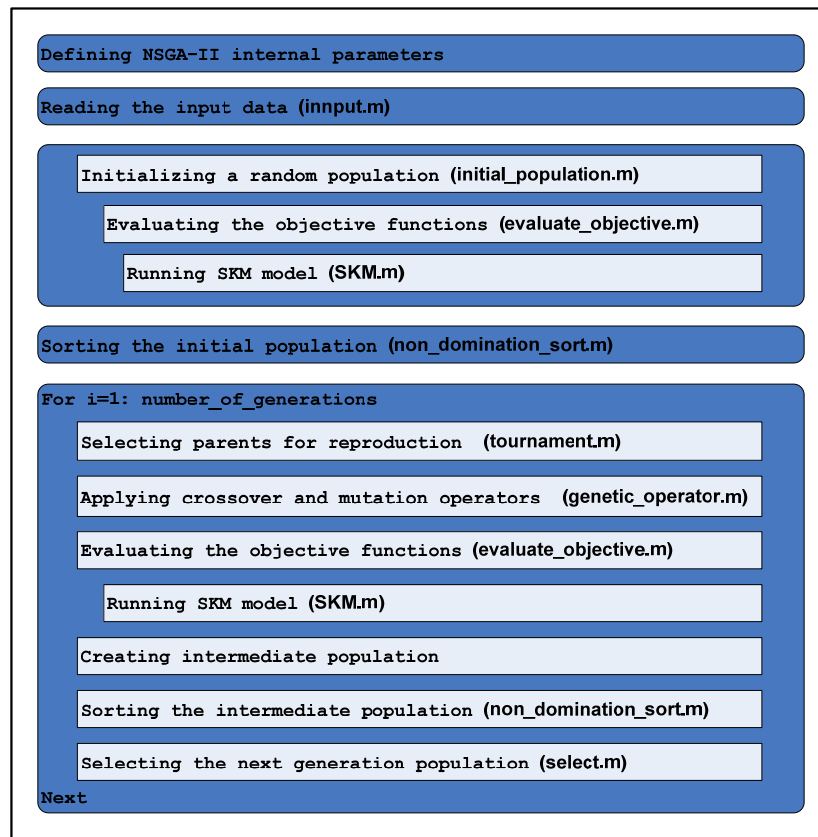 Defining NSGA-II internal parameters
Reading the input data (innput.m)
Initializing a random population (initial_population.m)
Evaluating the objective functions (evaluate_objective.m)
Running SKM model (SKM.m)
Sorting the initial population (non_domination_sort.m)
For i=1: number_of_generations
Selecting parents for reproduction (tournament.m)
Applying crossover and mutation operators (genetic_operator.m)
Evaluating the objective functions (evaluate_objective.m)
Running SKM model (SKM.m)
Creating intermediate population
Sorting the intermediate population (non_domination_sort.m)
Selecting the next generation population (select.m)
Next